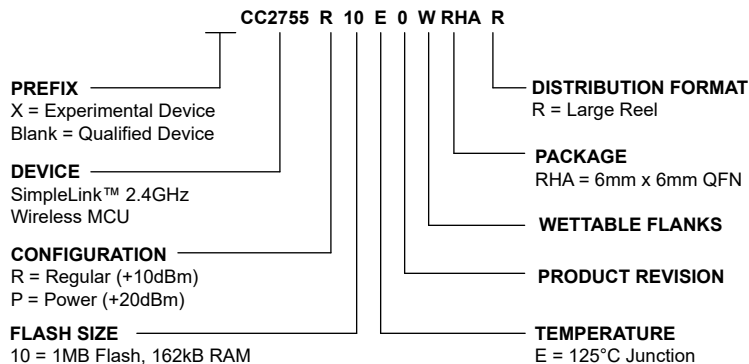 CC2755 R 10 E 0 W RHA R
PREFIX
X = Experimental Device
Blank = Qualified Device
DEVICE
SimpleLink™ 2.4GHz
Wireless MCU
CONFIGURATION
R = Regular (+10dBm)
P = Power (+20dBm)
FLASH SIZE
10 = 1MB Flash, 162kB RAM
DISTRIBUTION FORMAT
R = Large Reel
PACKAGE
RHA = 6mm x 6mm QFN
WETTABLE FLANKS
PRODUCT REVISION
TEMPERATURE
E = 125°C Junction